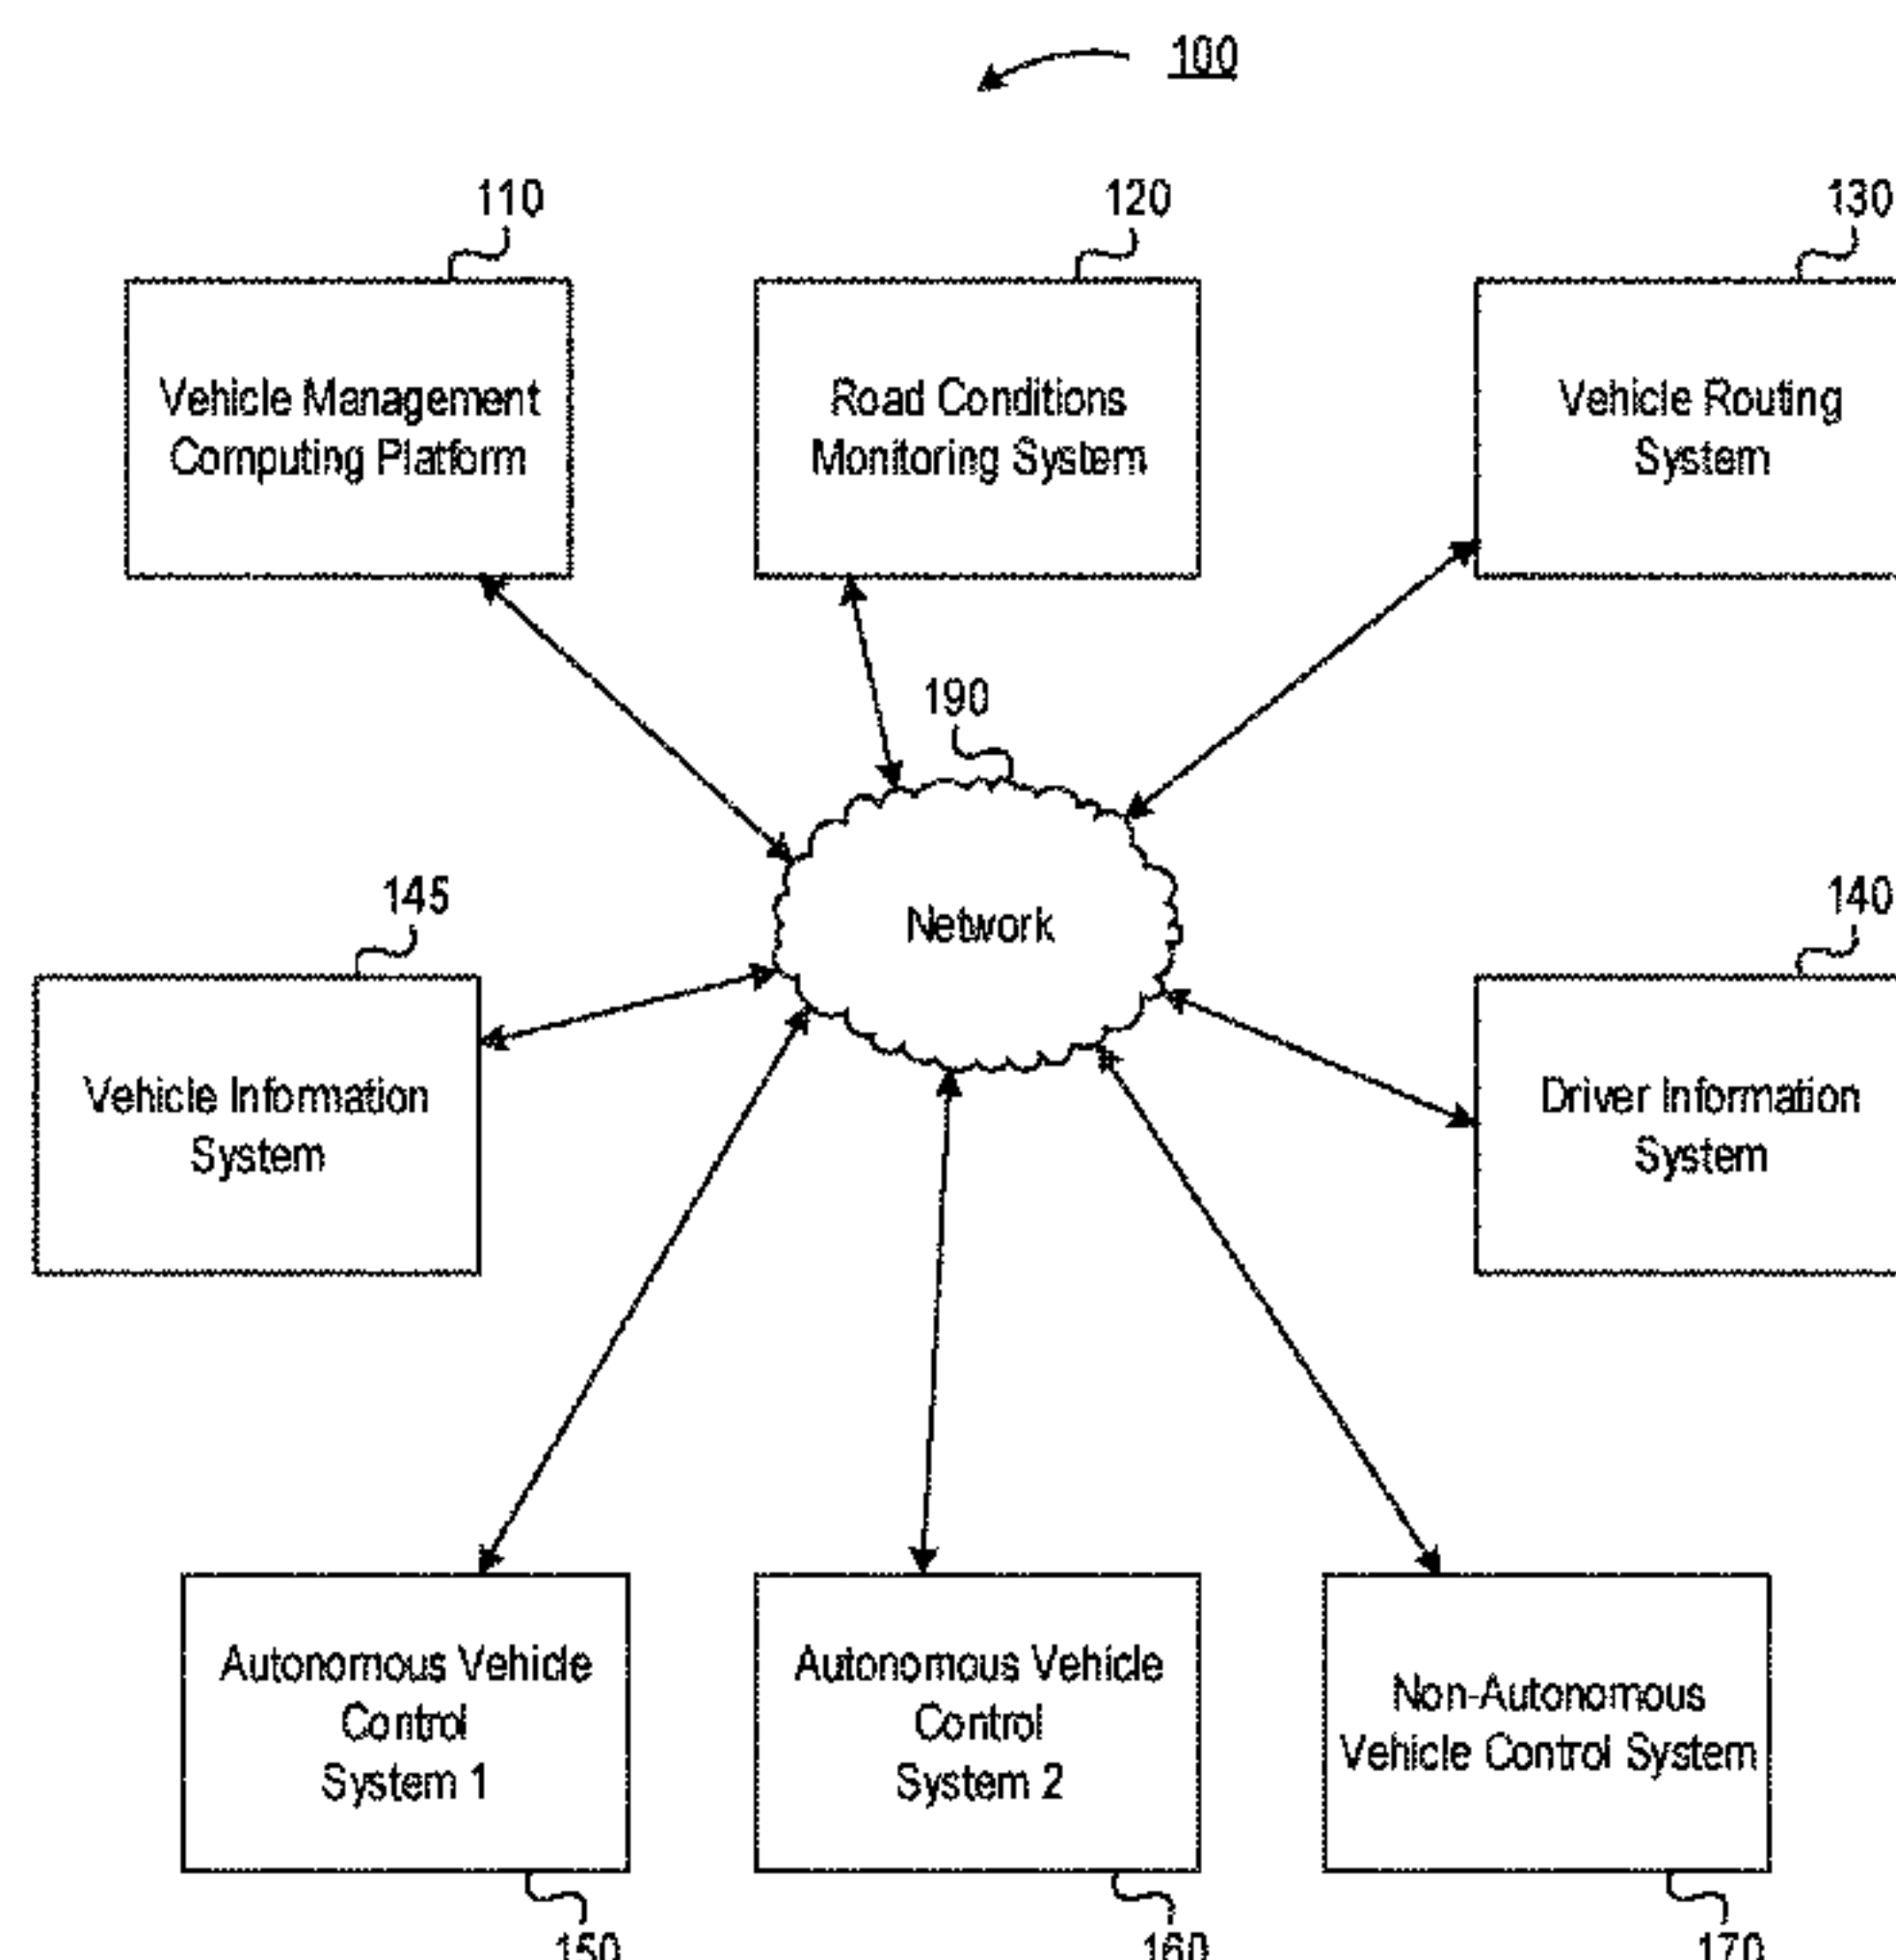 100
110
120
130
Vehicle Management
Computing Platform
Road Conditions
Monitoring System
Vehicle Routing
System
190
Network
145
140
Vehicle Information
System
Driver Information
System
Autonomous Vehicle
Control
System 1
Autonomous Vehicle
Control
System 2
Non-Autonomous
Vehicle Control System
150
160
170